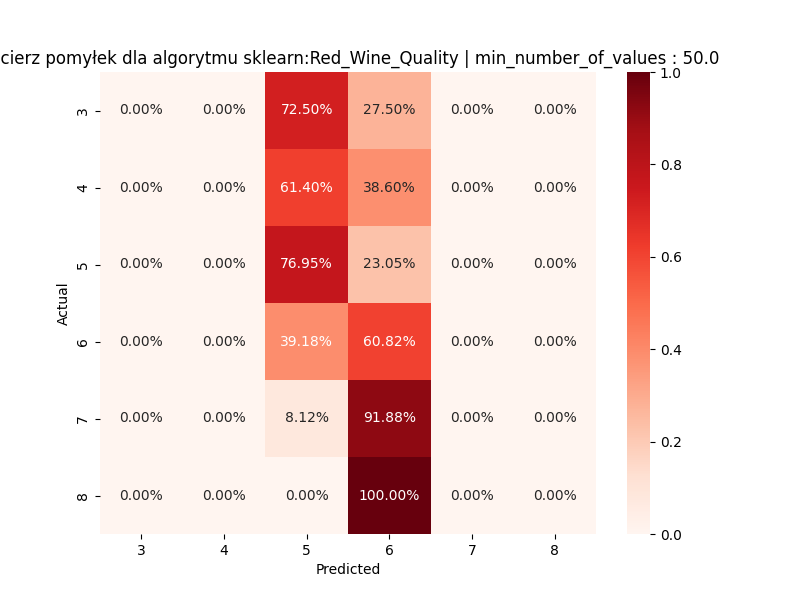 cierz pomyłek dla algorytmu sklearn:Red_Wine_Quality | min_number_of_values : 50.0
1.0
3 0.00% 0.00% 72.50% 27.50% 0.00% 0.00%
0.8
4 0.00% 0.00% 61.40% 38.60% 0.00% 0.00%
5 0.00% 0.00% 76.95% 23.05% 0.00% 0.00%
0.6
Actual
6 0.00% 0.00% 39.18% 60.82% 0.00% 0.00%
0.4
7 0.00% 0.00% 8.12% 91.88% 0.00% 0.00%
0.2
8 0.00% 0.00% 0.00% 100.00% 0.00% 0.00%
0.0
3 4 5 6 7 8
Predicted